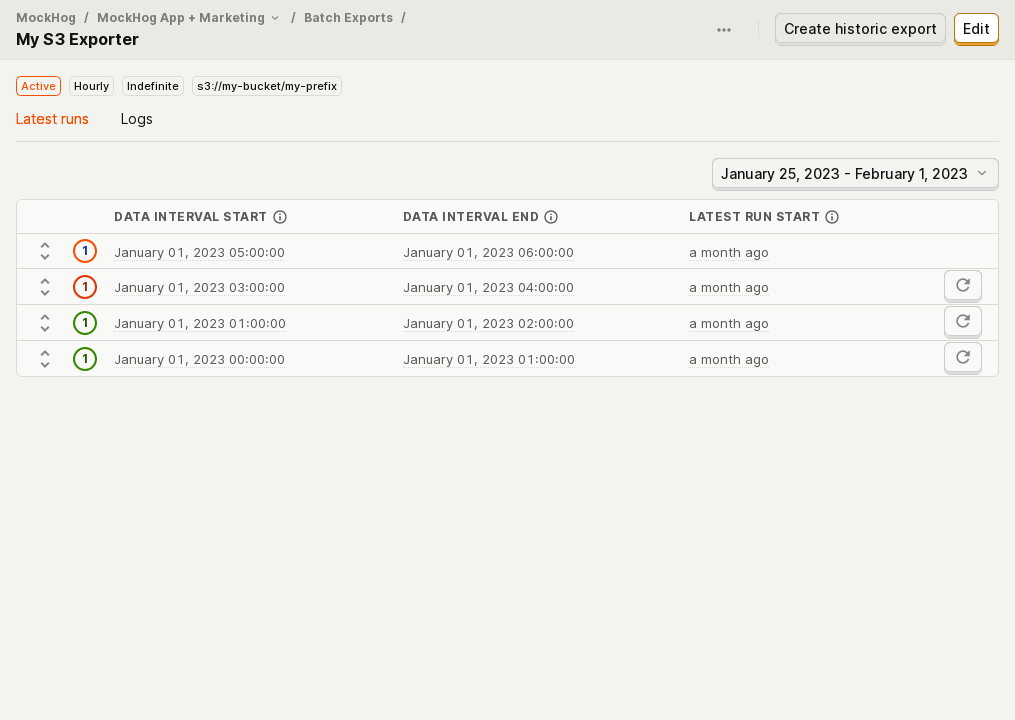 MockHog / MockHog App + Marketing / Batch Exports /
My S3 Exporter
Create historic export
Edit
Active Hourly Indefinite s3://my-bucket/my-prefix
Latest runs Logs
January 25, 2023 - February 1, 2023
DATA INTERVAL START DATA INTERVAL END LATEST RUN START
1 January 01, 2023 05:00:00 January 01, 2023 06:00:00 a month ago
1 January 01, 2023 03:00:00 January 01, 2023 04:00:00 a month ago
1 January 01, 2023 01:00:00 January 01, 2023 02:00:00 a month ago
1 January 01, 2023 00:00:00 January 01, 2023 01:00:00 a month ago